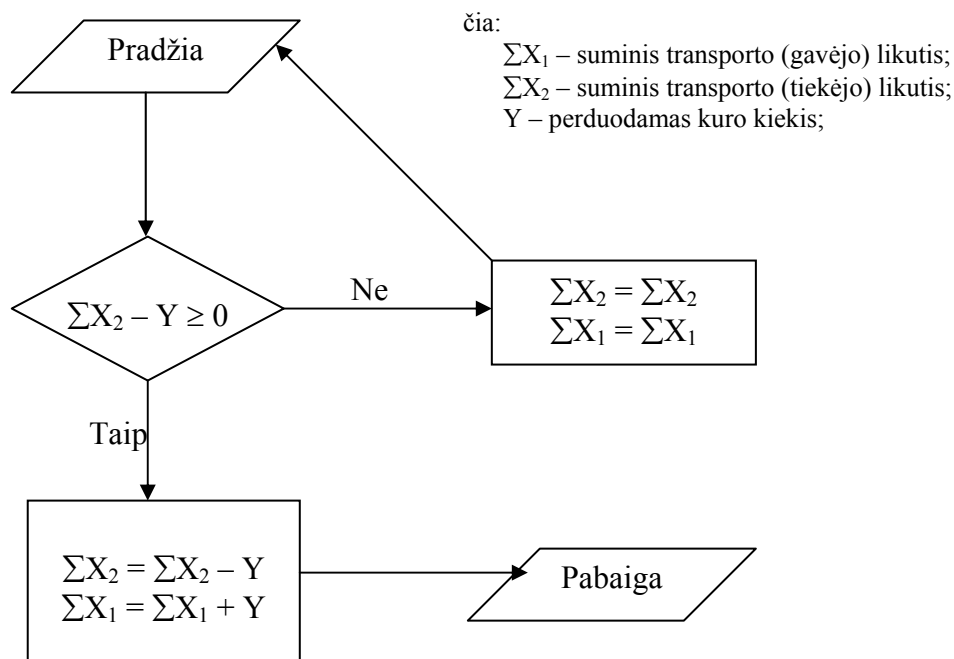 Pradžia
čia:
∑X₁ – suminis transporto (gavėjo) likutis;
∑X₂ – suminis transporto (tiekėjo) likutis;
Y – perduodamas kuro kiekis;
∑X₂ – Y ≥ 0
Ne
∑X₂ = ∑X₂
∑X₁ = ∑X₁
Taip
∑X₂ = ∑X₂ – Y
∑X₁ = ∑X₁ + Y
Pabaiga